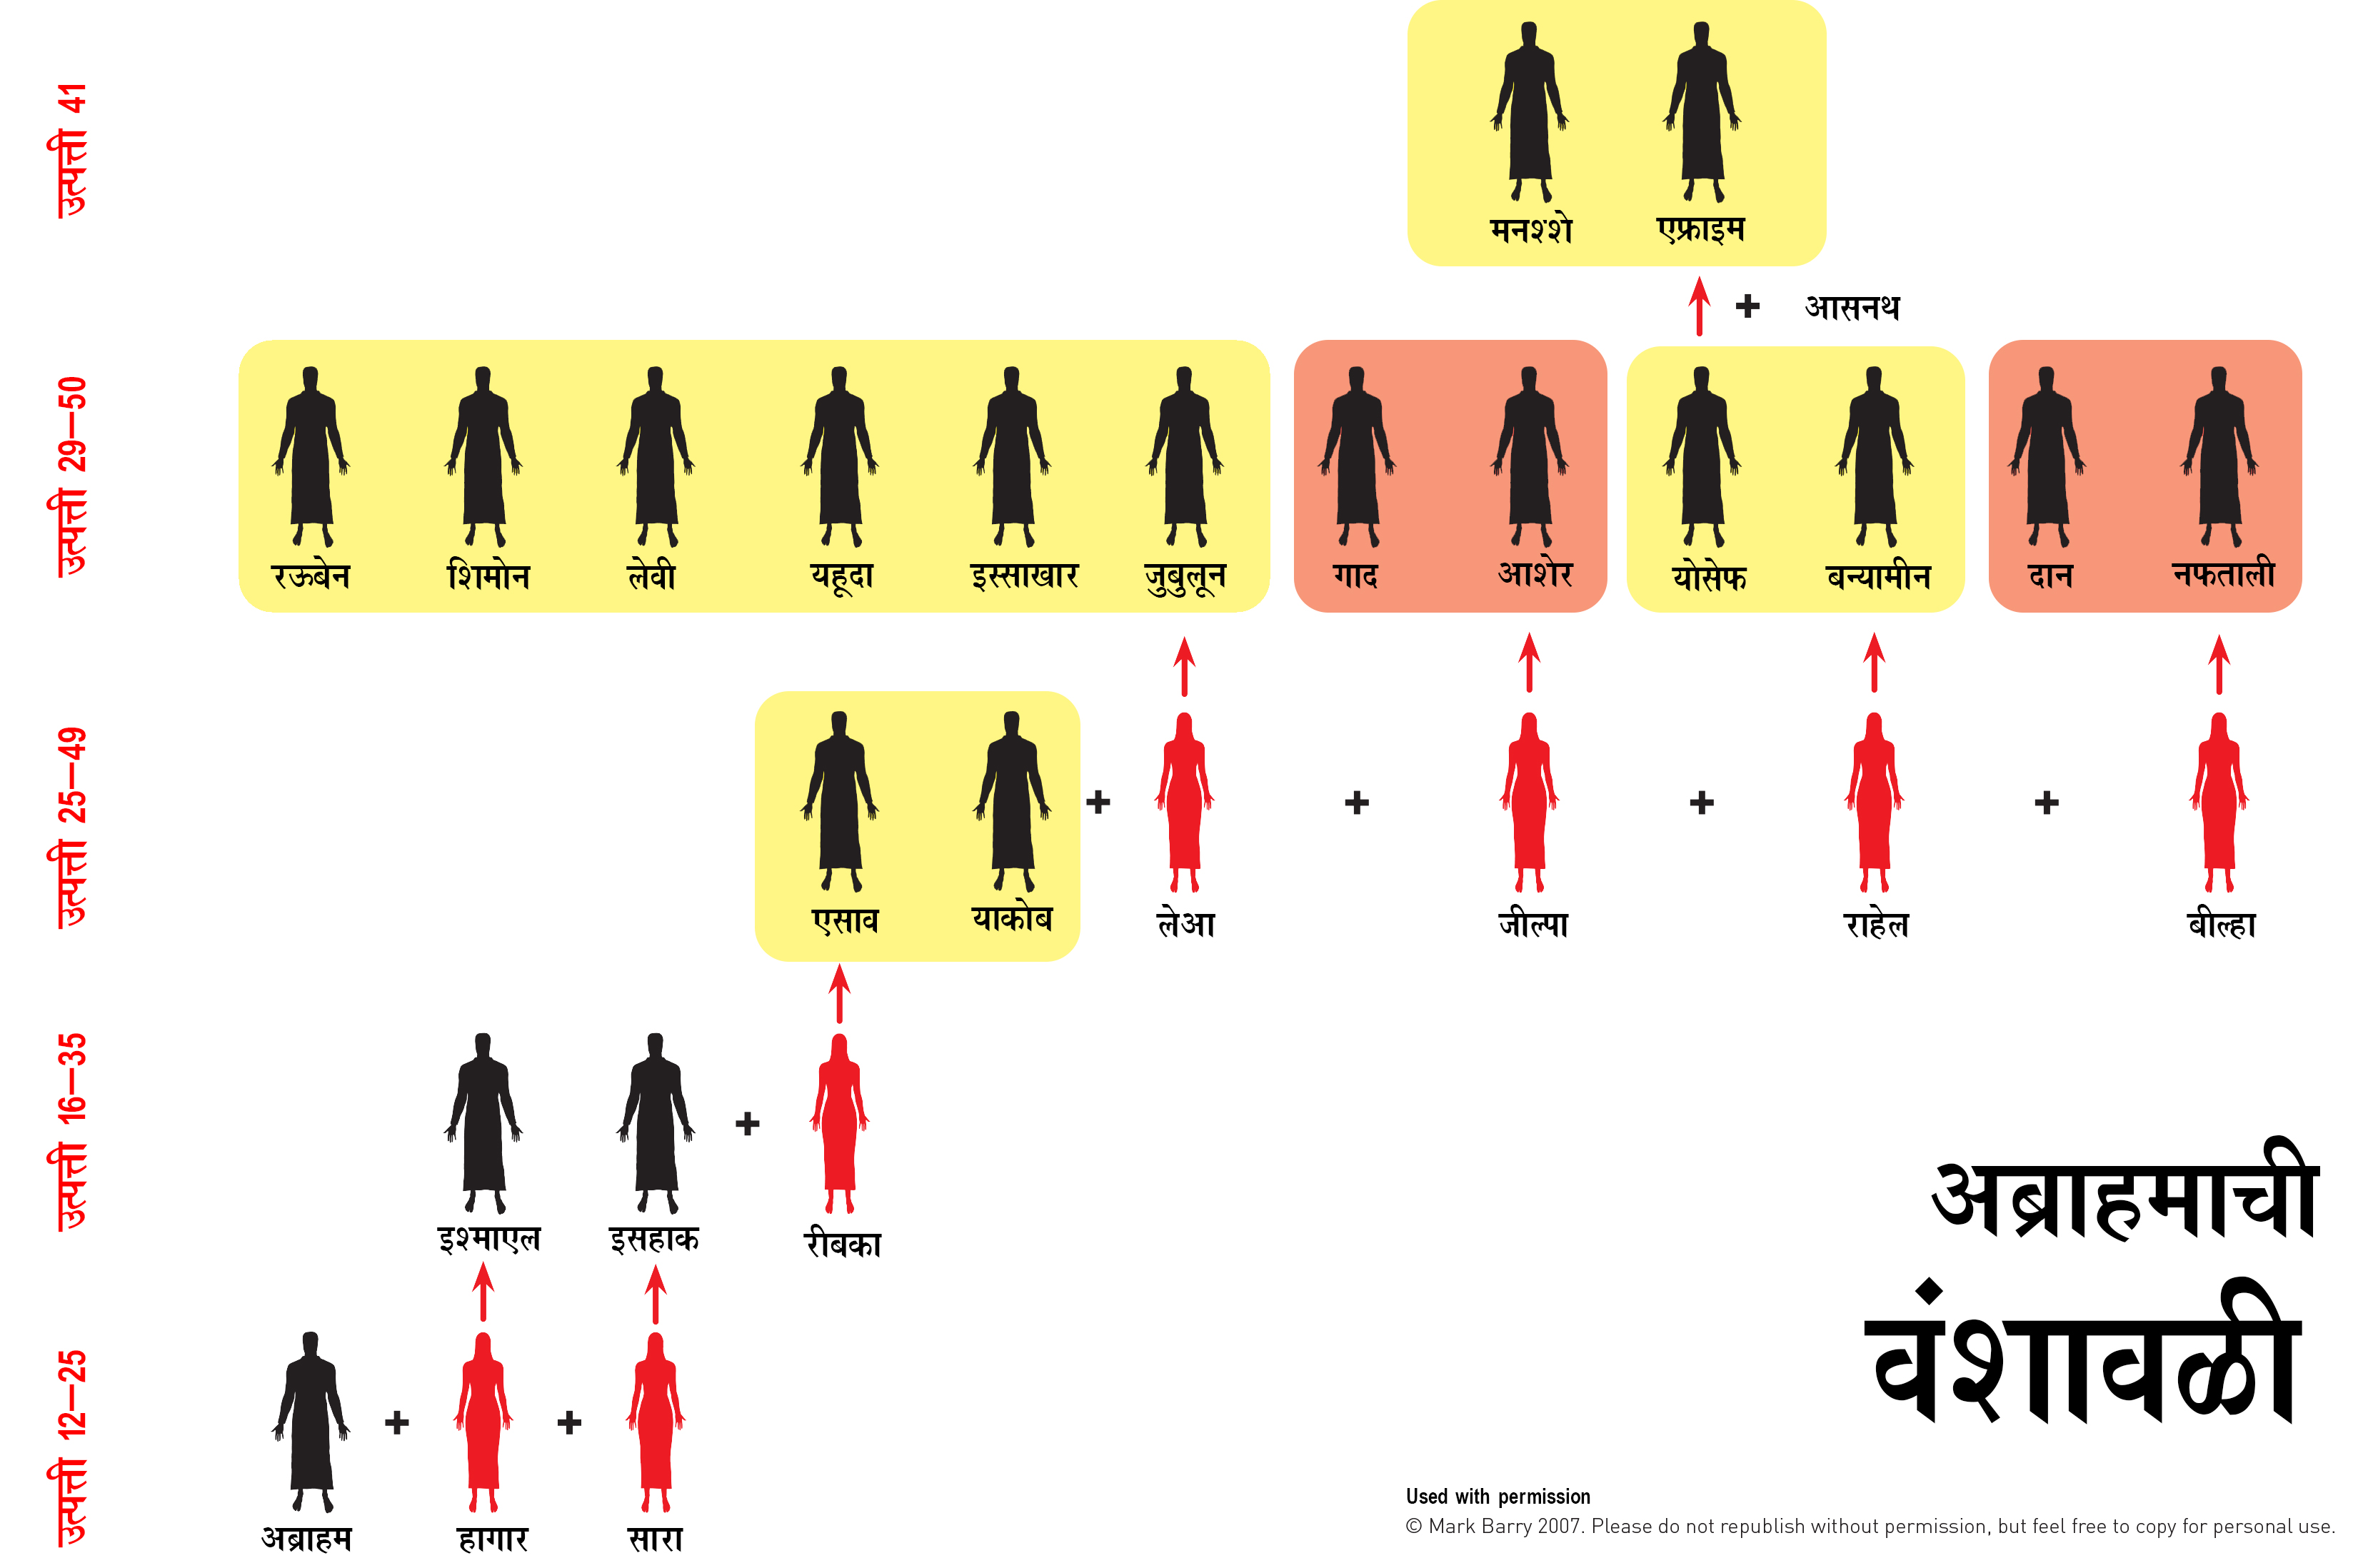 उत्पत्ती 41
मनश्शे एफ्राइम
+ आसनथ
उत्पत्ती 29—50
रऊबेन शिमोन लेवी यहूदा इस्साखार जुबुलून गाद आशेर योसेफ बन्यामीन दान नफताली
उत्पत्ती 25—49
एसाव याकोब + लेआ + जील्पा + राहेल + बील्हा
उत्पत्ती 16—35
इश्माएल इसहाक + रीबका
उत्पत्ती 12—25
अब्राहम + हागार + सारा
अब्राहमाची
वंशावळी
Used with permission
© Mark Barry 2007. Please do not republish without permission, but feel free to copy for personal use.